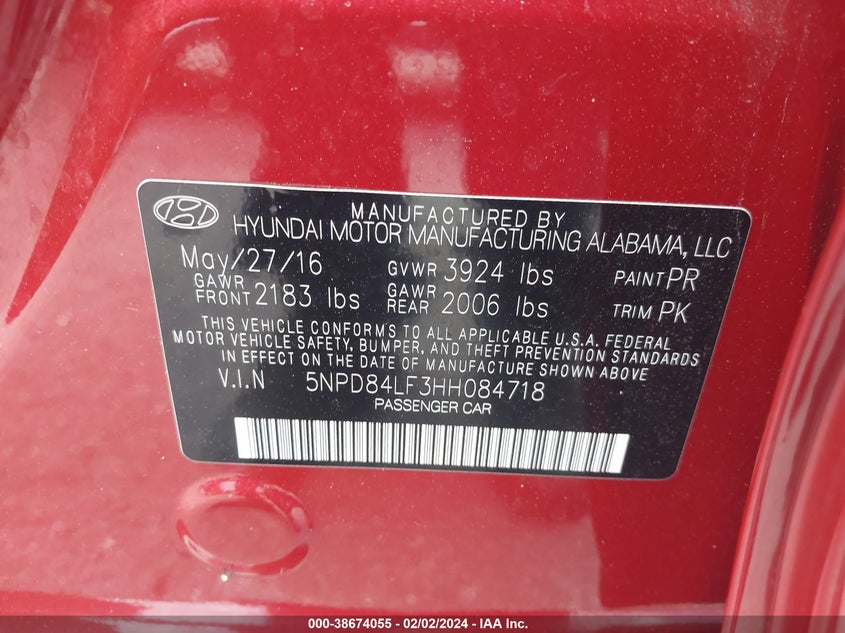 MANUFACTURED BY
HYUNDAI MOTOR MANUFACTURING ALABAMA, LLC
May/27/16 GVWR 3924 lbs PAINT PR
GAWR FRONT 2183 lbs GAWR REAR 2006 lbs TRIM PK
THIS VEHICLE CONFORMS TO ALL APPLICABLE U.S.A. FEDERAL
MOTOR VEHICLE SAFETY, BUMPER, AND THEFT PREVENTION STANDARDS
IN EFFECT ON THE DATE OF MANUFACTURE SHOWN ABOVE
V.I.N 5NPD84LF3HH084718
PASSENGER CAR
000-38674055 - 02/02/2024 - IAA Inc.